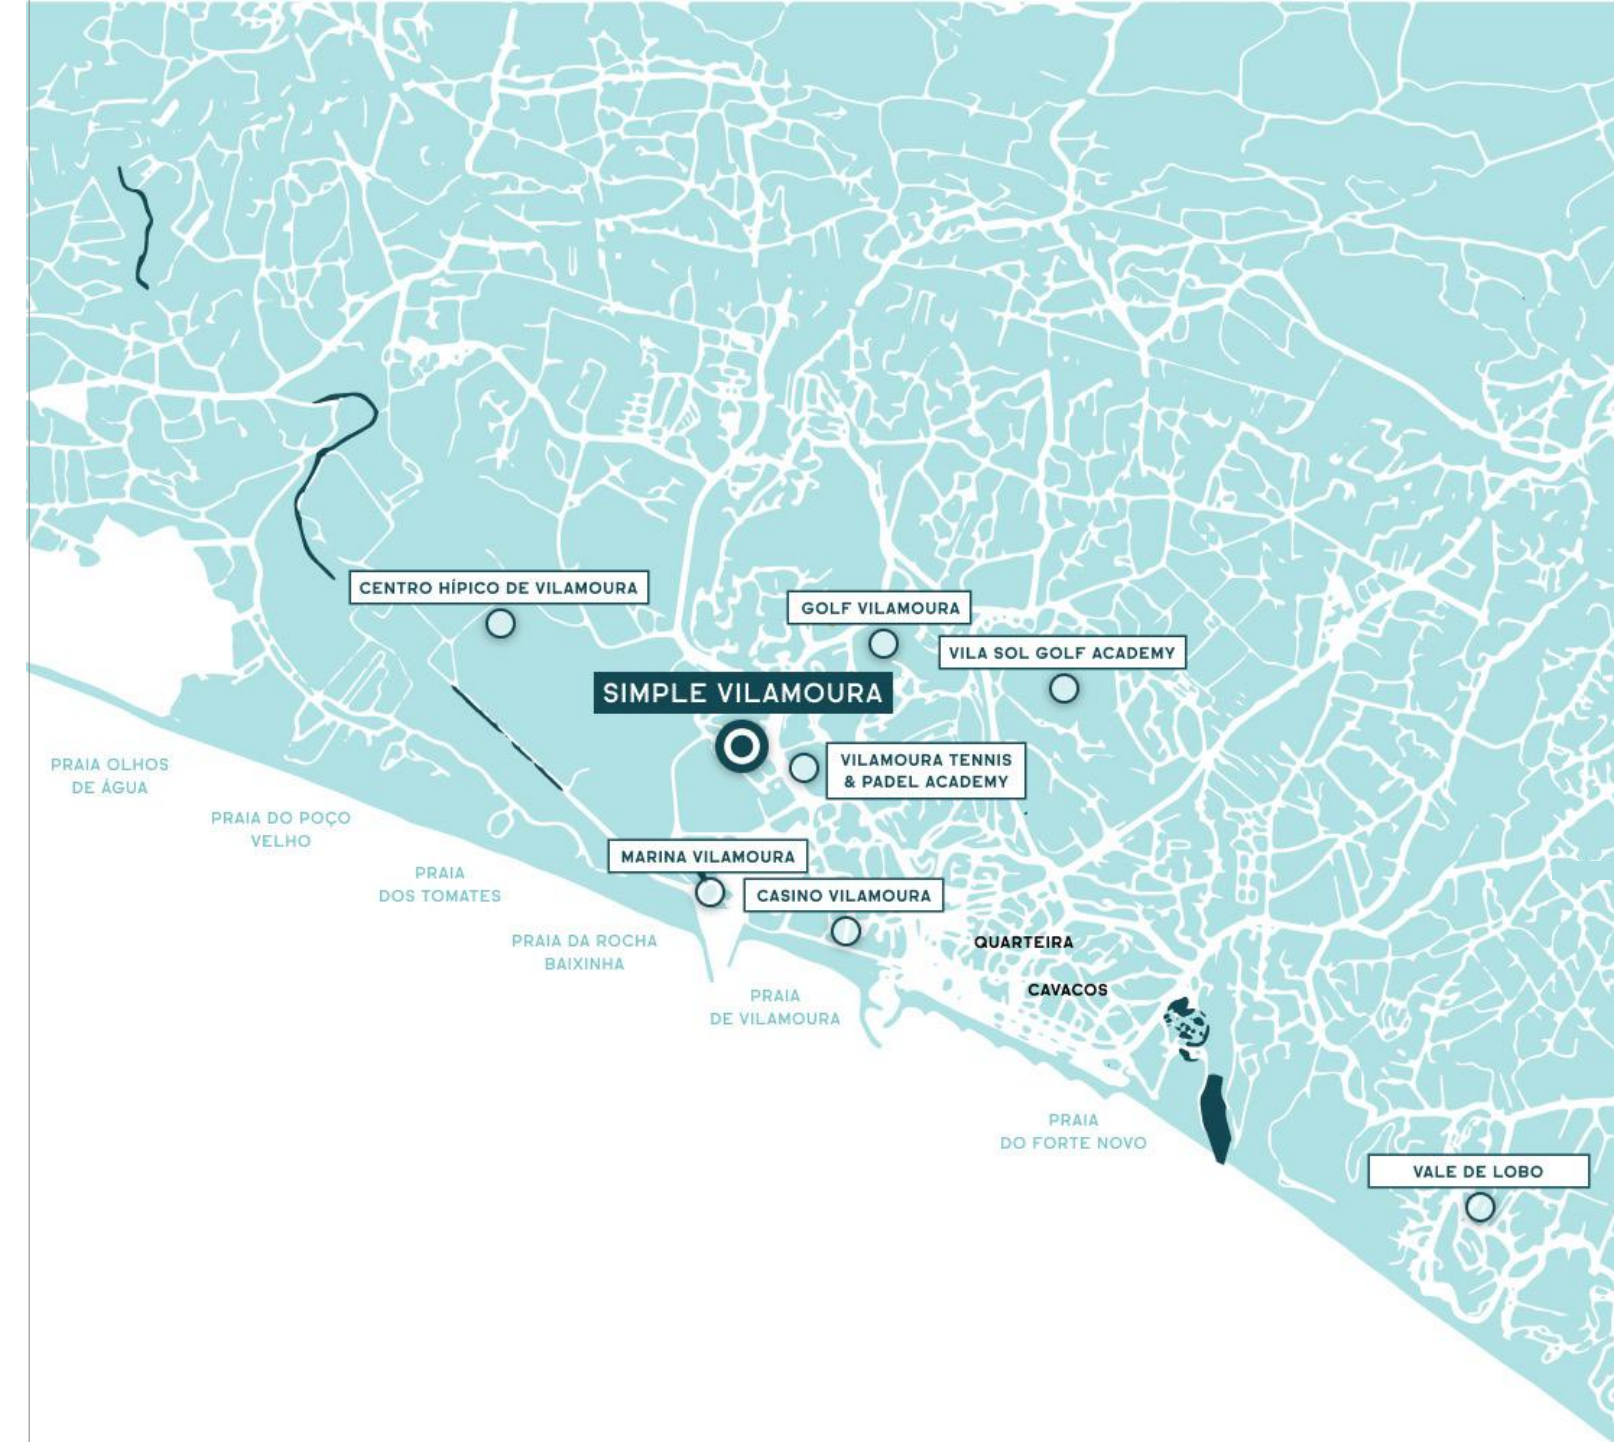 CENTRO HÍPICO DE VILAMOURA
GOLF VILAMOURA
VILA SOL GOLF ACADEMY
SIMPLE VILAMOURA
VILAMOURA TENNIS
& PADEL ACADEMY
PRAIA OLHOS
DE ÁGUA
PRAIA DO POÇO
VELHO
PRAIA
DOS TOMATES
MARINA VILAMOURA
CASINO VILAMOURA
PRAIA DA ROCHA
BAIXINHA
QUARTEIRA
CAVACOS
PRAIA
DE VILAMOURA
PRAIA
DO FORTE NOVO
VALE DE LOBO